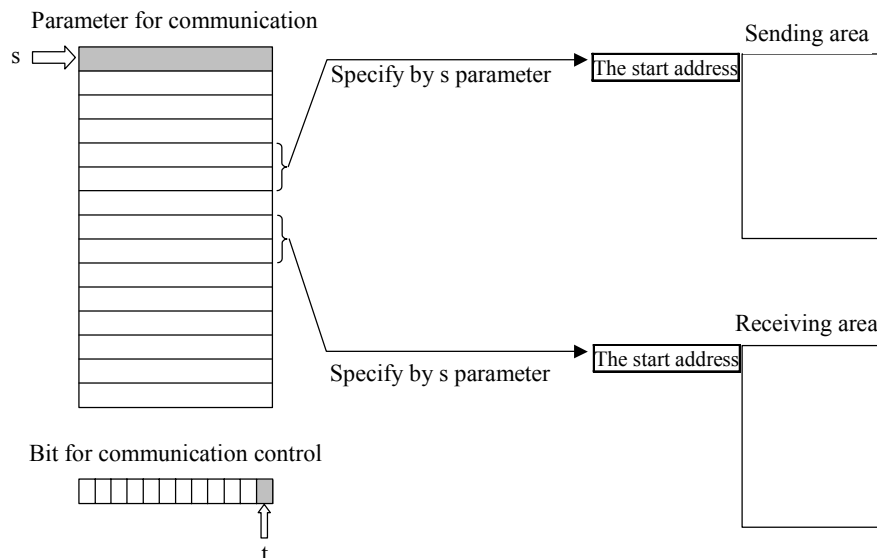 Parameter for communication
s
Sending area
The start address
Specify by s parameter
Receiving area
The start address
Specify by s parameter
Bit for communication control
t